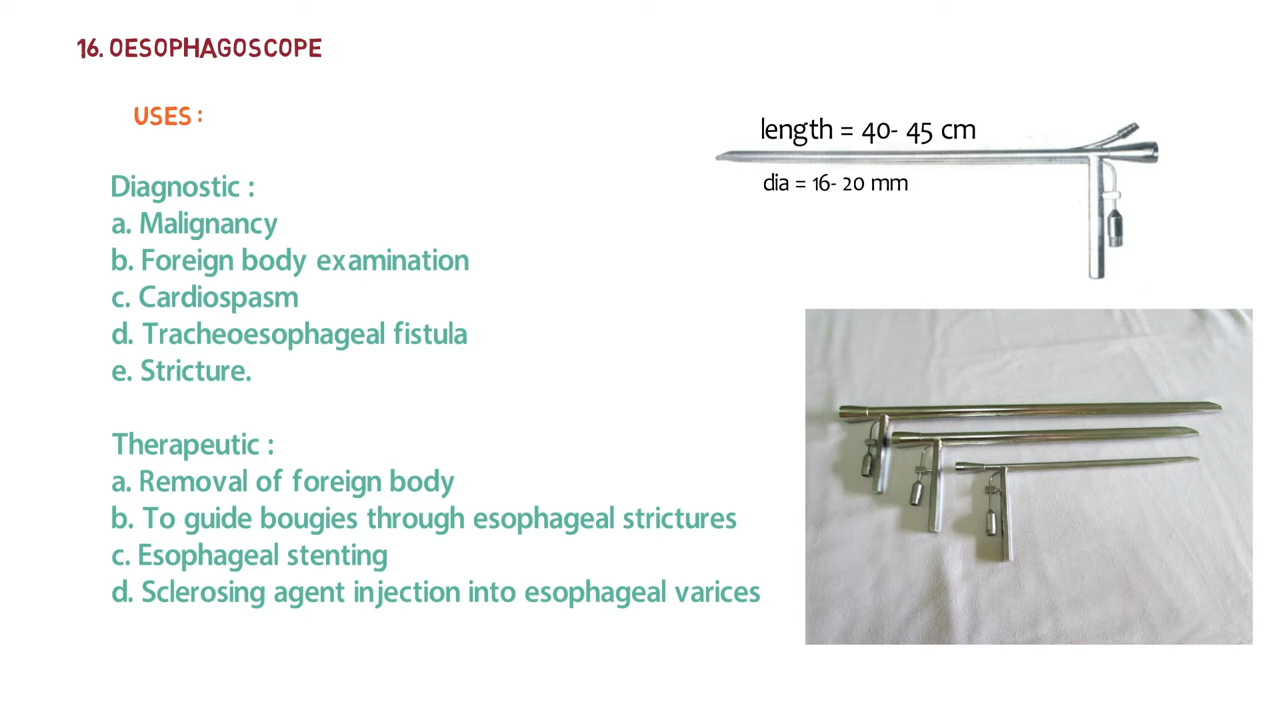 16. OESOPHAGOSCOPE
USES :
Diagnostic :
a. Malignancy
b. Foreign body examination
c. Cardiospasm
d. Tracheoesophageal fistula
e. Stricture.
Therapeutic :
a. Removal of foreign body
b. To guide bougies through esophageal strictures
c. Esophageal stenting
d. Sclerosing agent injection into esophageal varices
length = 40- 45 cm
dia = 16- 20 mm